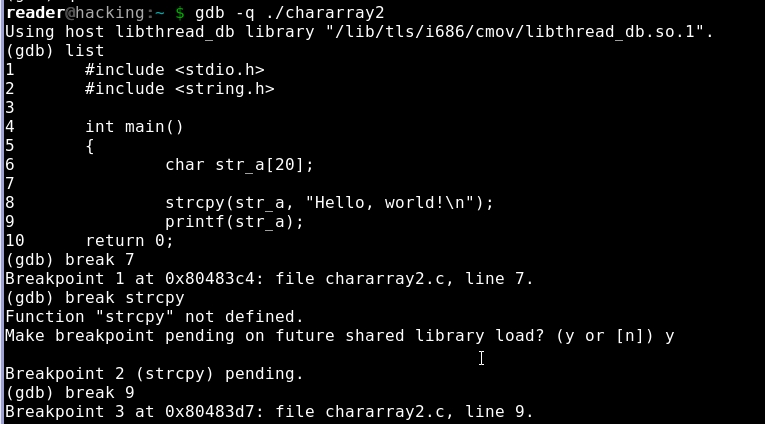 reader@hacking:~ $ gdb -q ./chararray2
Using host libthread_db library "/lib/tls/i686/cmov/libthread_db.so.1".
(gdb) list
1       #include <stdio.h>
2       #include <string.h>
3
4       int main()
5       {
6               char str_a[20];
7
8               strcpy(str_a, "Hello, world!\n");
9               printf(str_a);
10      return 0;
(gdb) break 7
Breakpoint 1 at 0x80483c4: file chararray2.c, line 7.
(gdb) break strcpy
Function "strcpy" not defined.
Make breakpoint pending on future shared library load? (y or [n]) y
Breakpoint 2 (strcpy) pending.
(gdb) break 9
Breakpoint 3 at 0x80483d7: file chararray2.c, line 9.